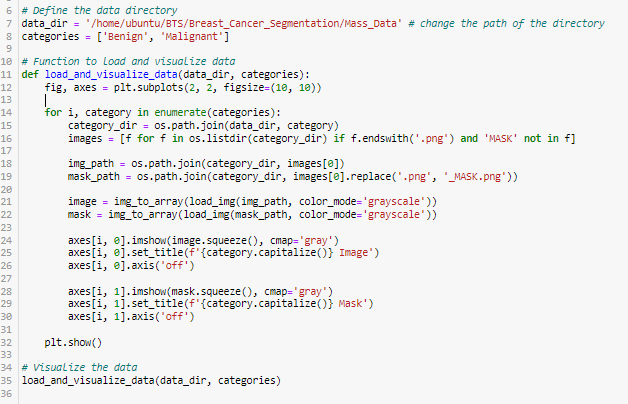 6 # Define the data directory
7 data_dir = '/home/ubuntu/BTS/Breast_Cancer_Segmentation/Mass_Data' # change the path of the directory
8 categories = ['Benign', 'Malignant']
9
10 # Function to load and visualize data
11 def load_and_visualize_data(data_dir, categories):
12     fig, axes = plt.subplots(2, 2, figsize=(10, 10))
13
14     for i, category in enumerate(categories):
15         category_dir = os.path.join(data_dir, category)
16         images = [f for f in os.listdir(category_dir) if f.endswith('.png') and 'MASK' not in f]
17
18         img_path = os.path.join(category_dir, images[0])
19         mask_path = os.path.join(category_dir, images[0].replace('.png', '_MASK.png'))
20
21         image = img_to_array(load_img(img_path, color_mode='grayscale'))
22         mask = img_to_array(load_img(mask_path, color_mode='grayscale'))
23
24         axes[i, 0].imshow(image.squeeze(), cmap='gray')
25         axes[i, 0].set_title(f'{category.capitalize()} Image')
26         axes[i, 0].axis('off')
27
28         axes[i, 1].imshow(mask.squeeze(), cmap='gray')
29         axes[i, 1].set_title(f'{category.capitalize()} Mask')
30         axes[i, 1].axis('off')
31
32     plt.show()
33
34 # Visualize the data
35 load_and_visualize_data(data_dir, categories)
36